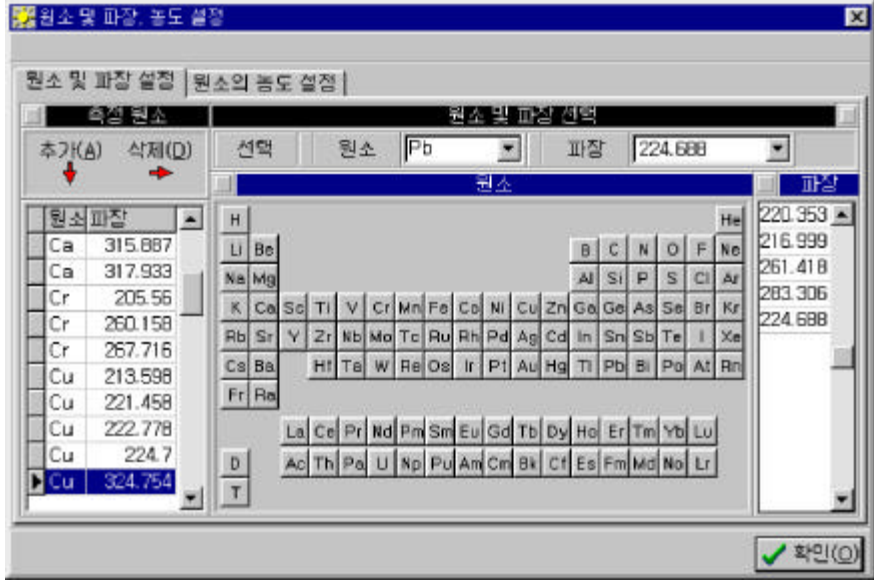 원소 및 파장, 농도 설정
원소 및 파장 설정 원소의 농도 설정
측정 원소 원소 및 파장 선택
추가(A) 삭제(D) 선택 원소 Pb 파장 224.688
원소 파장
원소
파장
Ca 315.887
Ca 317.933
Cr 205.56
Cr 260.158
Cr 267.716
Cu 213.598
Cu 221.458
Cu 222.778
Cu 224.7
Cu 324.754
H He
Li Be B C N O F Ne
Na Mg Al Si P S Cl Ar
K Ca Sc Ti V Cr Mn Fe Co Ni Cu Zn Ga Ge As Se Br Kr
Rb Sr Y Zr Nb Mo Tc Ru Rh Pd Ag Cd In Sn Sb Te I Xe
Cs Ba Hf Ta W Re Os Ir Pt Au Hg Tl Pb Bi Po At Rn
Fr Ra
La Ce Pr Nd Pm Sm Eu Gd Tb Dy Ho Er Tm Yb Lu
D Ac Th Pa U Np Pu Am Cm Bk Cf Es Fm Md No Lr
T
220.353
216.999
261.418
283.306
224.688
확인(O)